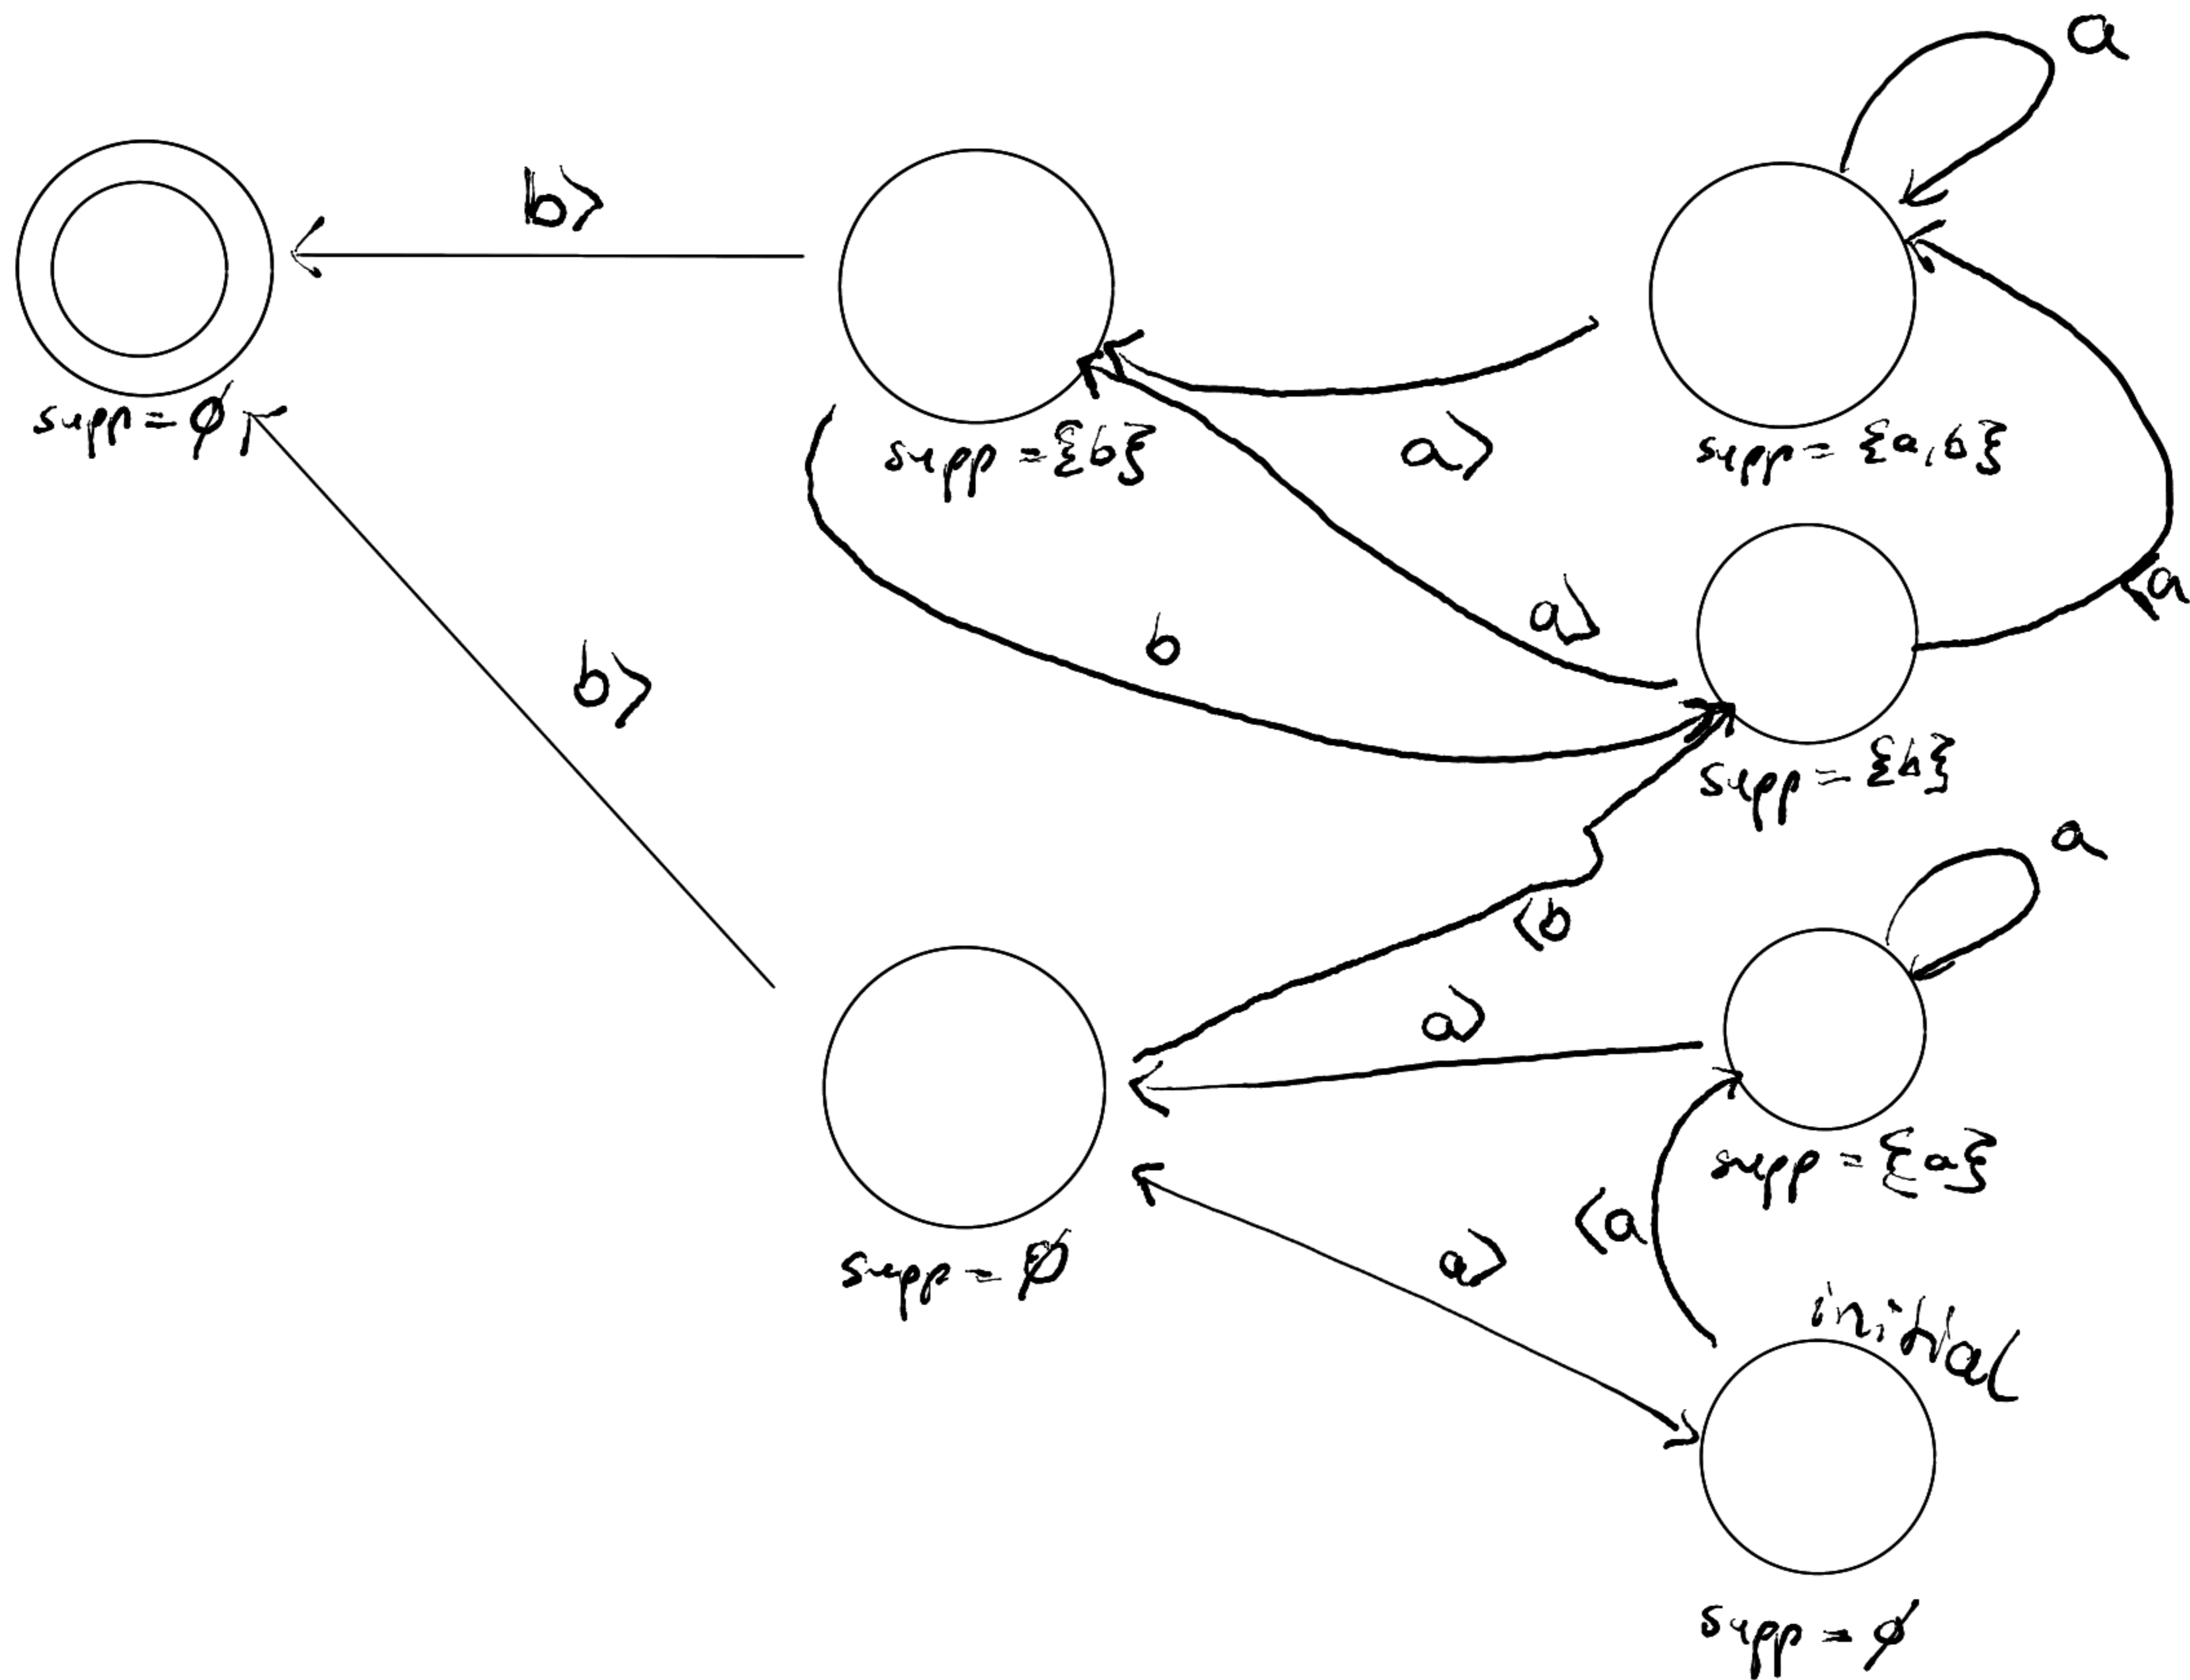 a
b⟩
supp = ∅
supp = {b}
a⟩
supp = {a, b}
⟨a
a⟩
b
b⟩
supp = {b}
a
⟨b
a⟩
supp = {a}
⟨a
a⟩
supp = ∅
initial
supp = ∅